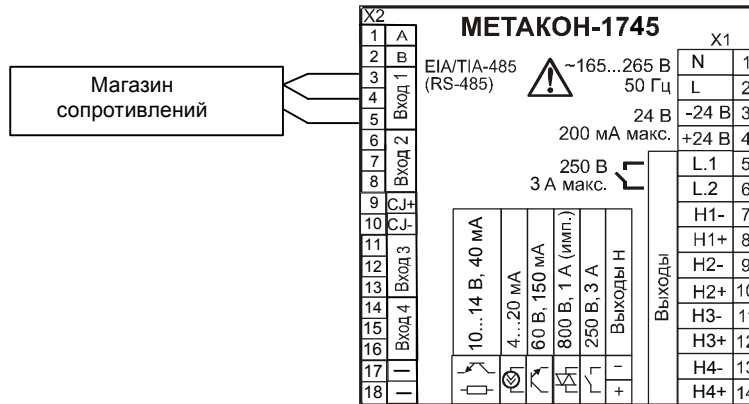 МЕТАКОН-1745
X2
1 A
2 B
3
4
5
Вход 1
6
7
8
Вход 2
9 CJ+
10 CJ-
11
12
13
Вход 3
14
15
16
Вход 4
17 —
18 —
Магазин
сопротивлений
EIA/TIA-485
(RS-485)
~165...265 В
50 Гц
24 В
200 мА макс.
250 В
3 А макс.
10...14 В, 40 мА
4...20 мА
60 В, 150 мА
800 В, 1 А (имп.)
250 В, 3 А
Выходы Н
−
+
X1
N 1
L 2
-24 В 3
+24 В 4
Выходы
L.1 5
L.2 6
H1- 7
H1+ 8
H2- 9
H2+ 10
H3- 11
H3+ 12
H4- 13
H4+ 14